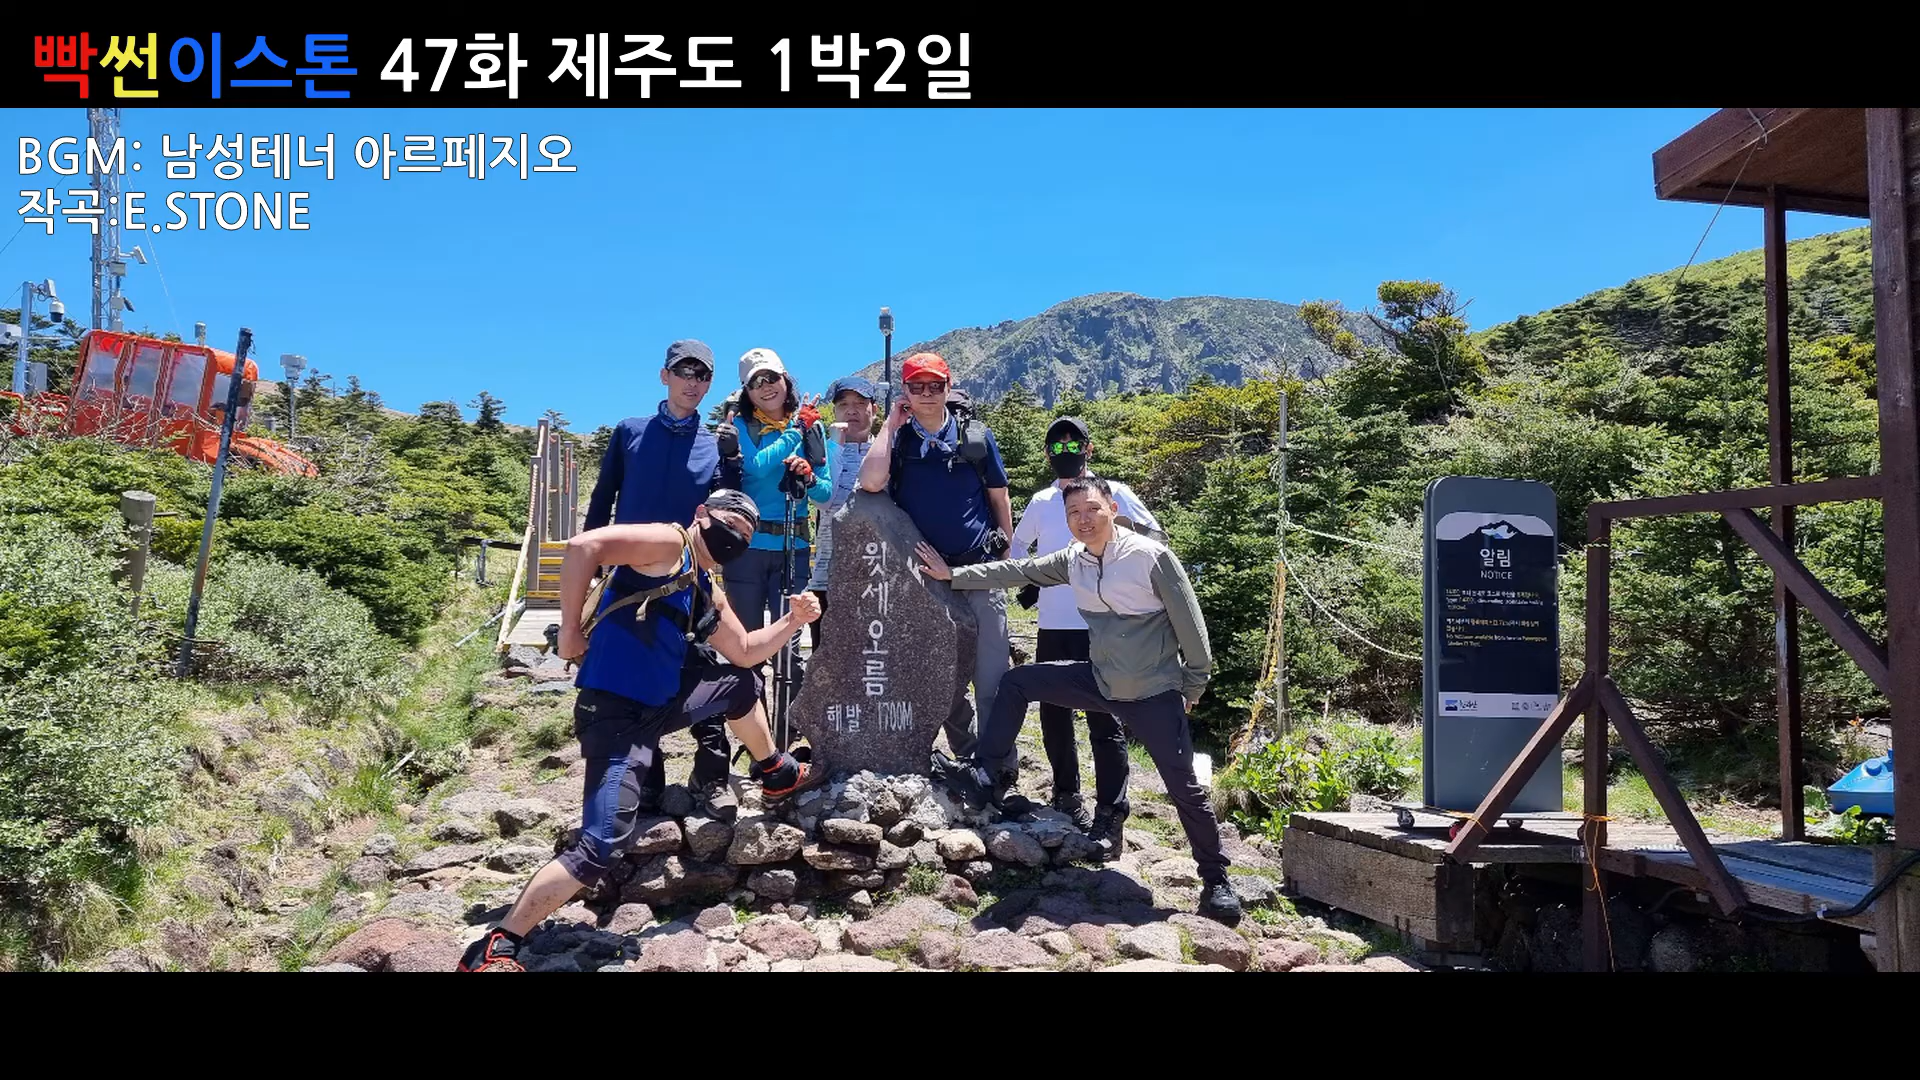 빡썬이스톤 47화 제주도 1박2일
BGM: 남성테너 아르페지오
작곡:E.STONE
윗세오름
해발 1700M
알림
NOTICE